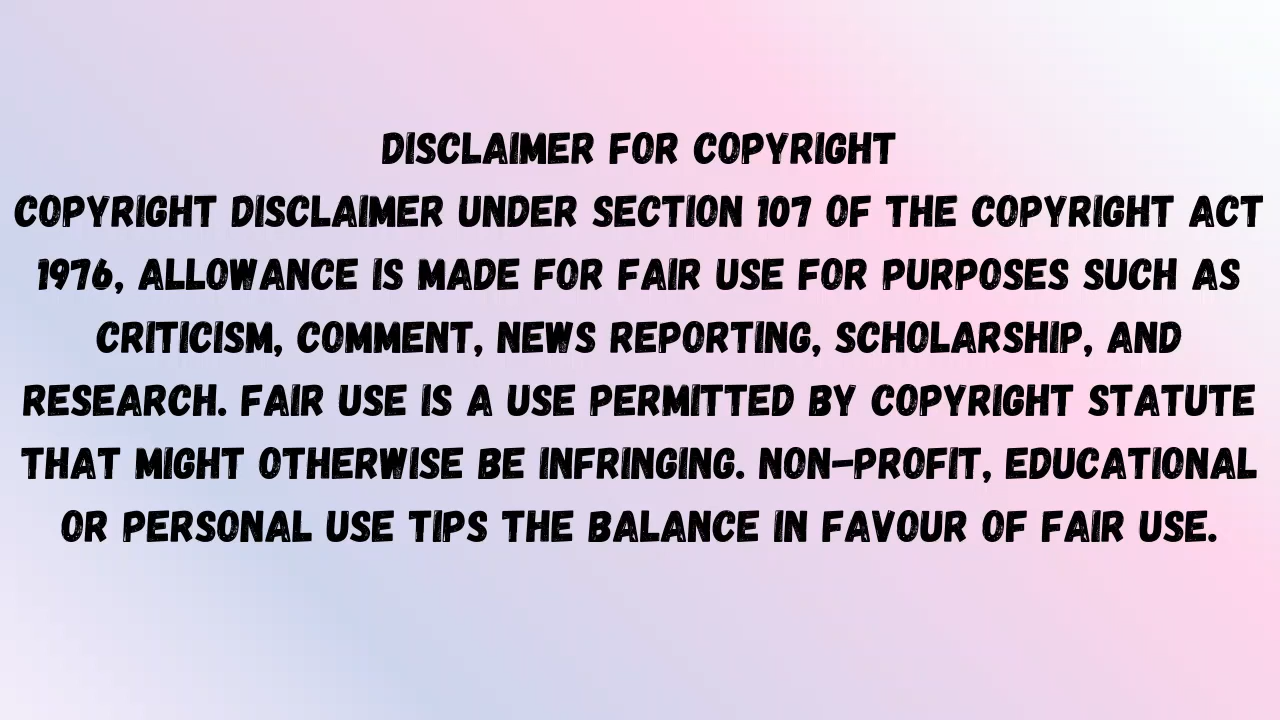 DISCLAIMER FOR COPYRIGHT
COPYRIGHT DISCLAIMER UNDER SECTION 107 OF THE COPYRIGHT ACT
1976, ALLOWANCE IS MADE FOR FAIR USE FOR PURPOSES SUCH AS
CRITICISM, COMMENT, NEWS REPORTING, SCHOLARSHIP, AND
RESEARCH. FAIR USE IS A USE PERMITTED BY COPYRIGHT STATUTE
THAT MIGHT OTHERWISE BE INFRINGING. NON-PROFIT, EDUCATIONAL
OR PERSONAL USE TIPS THE BALANCE IN FAVOUR OF FAIR USE.